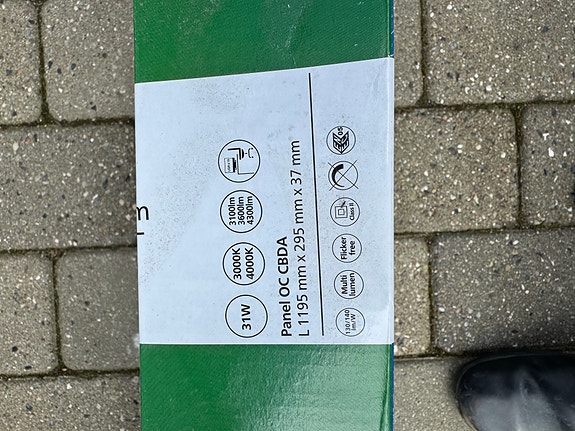 m
31W
3000K
4000K
3100lm
3600lm
4300lm
Panel OC CBDA
L 1195 mm x 295 mm x 37 mm
130/140
lm/W
Multi
lumen
Flicker
free
Class II